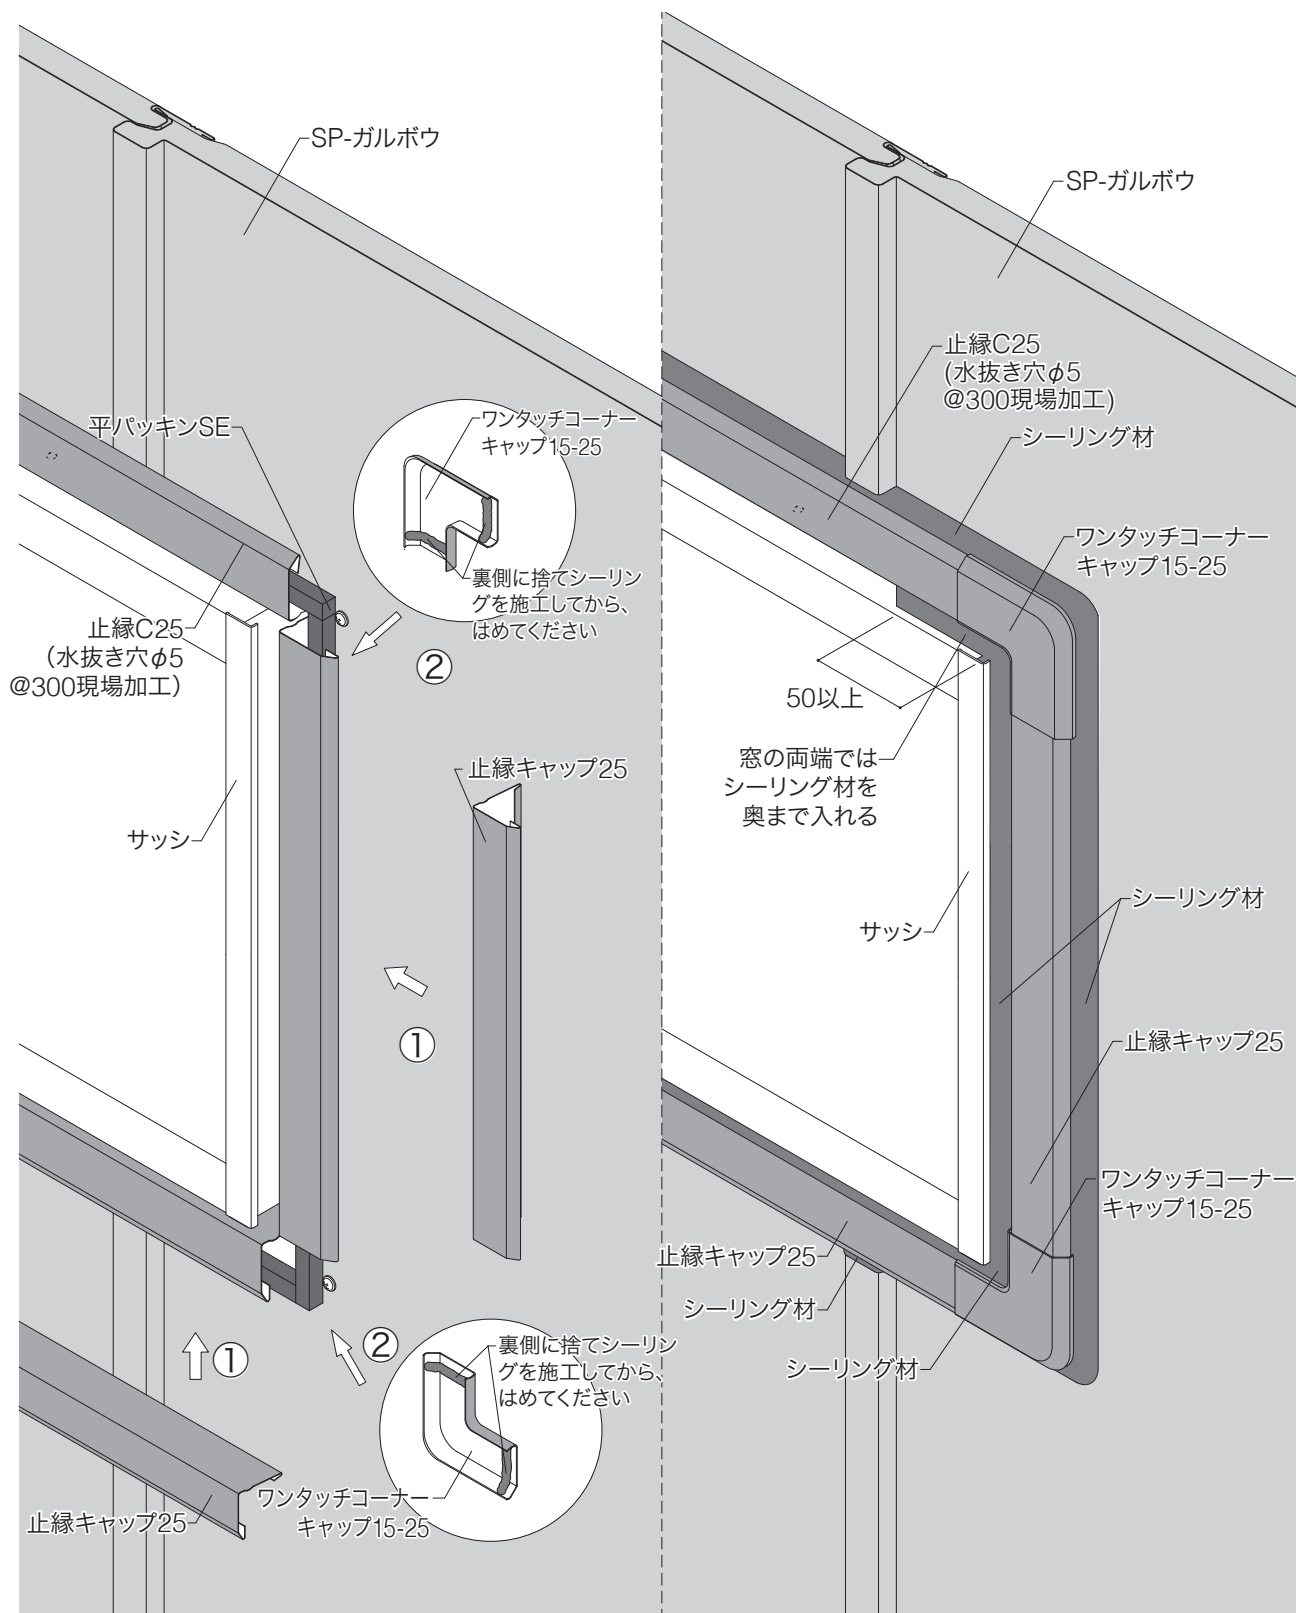 SP-ガルボウ
平パッキンSE
ワンタッチコーナー
キャップ15-25
裏側に捨てシーリン
グを施工してから、
はめてください
止縁C25
（水抜き穴φ5
@300現場加工）
②
止縁キャップ25
サッシ
①
①
②
裏側に捨てシーリン
グを施工してから、
はめてください
ワンタッチコーナー
キャップ15-25
止縁キャップ25
SP-ガルボウ
止縁C25
(水抜き穴φ5
@300現場加工)
シーリング材
ワンタッチコーナー
キャップ15-25
50以上
窓の両端では
シーリング材を
奥まで入れる
シーリング材
サッシ
止縁キャップ25
ワンタッチコーナー
キャップ15-25
止縁キャップ25
シーリング材
シーリング材